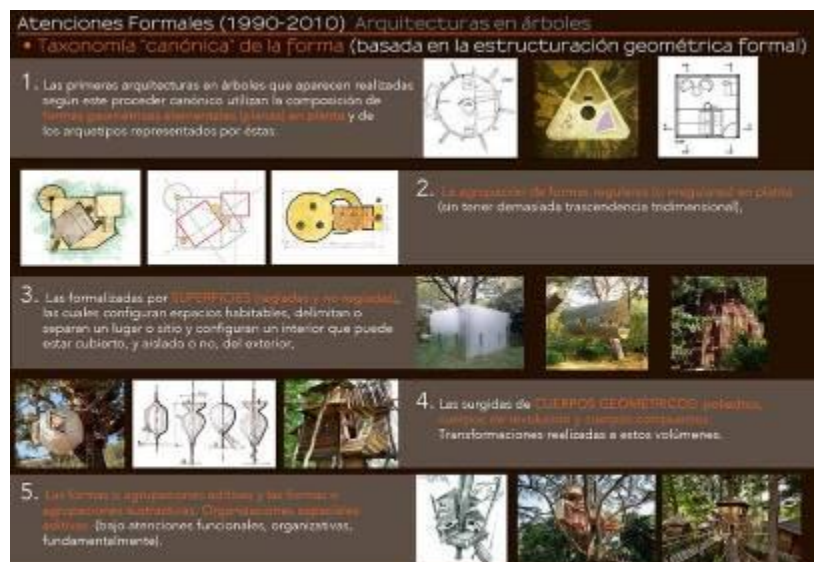 Atenciones Formales (1990-2010) Arquitecturas en árboles
• Taxonomía "canónica" de la forma (basada en la estructuración geométrica formal)
1. Las primeras arquitecturas en árboles que aparecen realizadas
según este proceder canónico utilizan la composición de
formas geométricas elementales (planas) en planta y de
los arquetipos representados por éstas.
2. La agrupación de formas regulares (o irregulares) en planta
(sin tener demasiada trascendencia tridimensional),
3. Las formalizadas por SUPERFICIES (regladas y no regladas),
las cuales configuran espacios habitables, delimitan o
separan un lugar o sitio y configuran un interior que puede
estar cubierto, y aislado o no, del exterior,
4. Las surgidas de CUERPOS GEOMÉTRICOS: poliedros,
cuerpos de revolución y cuerpos
Transformaciones realizadas a estos volúmenes.
5. Las formas o agrupaciones aditivas y las formas o
agrupaciones sustractivas. Organizaciones espaciales
aditivas (bajo atenciones funcionales, organizativas,
fundamentalmente).